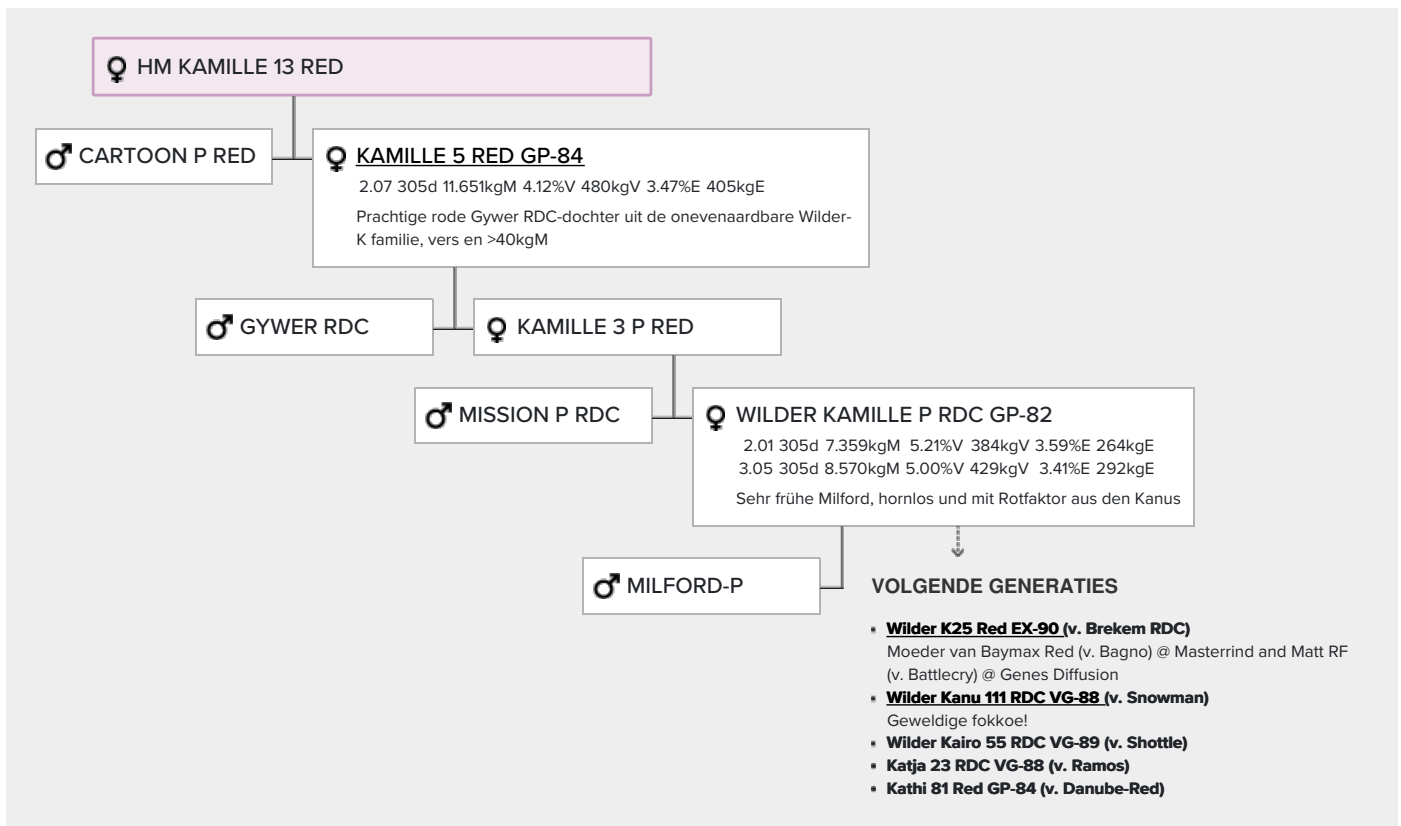 HM KAMILLE 13 RED
CARTOON P RED
KAMILLE 5 RED GP-84
2.07 305d 11.651kgM 4.12%V 480kgV 3.47%E 405kgE
Prachtige rode Gywer RDC-dochter uit de onevenaardbare Wilder-
K familie, vers en >40kgM
GYWER RDC
KAMILLE 3 P RED
MISSION P RDC
WILDER KAMILLE P RDC GP-82
2.01 305d 7.359kgM 5.21%V 384kgV 3.59%E 264kgE
3.05 305d 8.570kgM 5.00%V 429kgV 3.41%E 292kgE
Sehr frühe Milford, hornlos und mit Rotfaktor aus den Kanus
MILFORD-P
VOLGENDE GENERATIES
Wilder K25 Red EX-90 (v. Brekem RDC)
Moeder van Baymax Red (v. Bagno) @ Masterrind and Matt RF
(v. Battlecry) @ Genes Diffusion
Wilder Kanu 111 RDC VG-88 (v. Snowman)
Geweldige fokkoe!
Wilder Kairo 55 RDC VG-89 (v. Shottle)
Katja 23 RDC VG-88 (v. Ramos)
Kathi 81 Red GP-84 (v. Danube-Red)